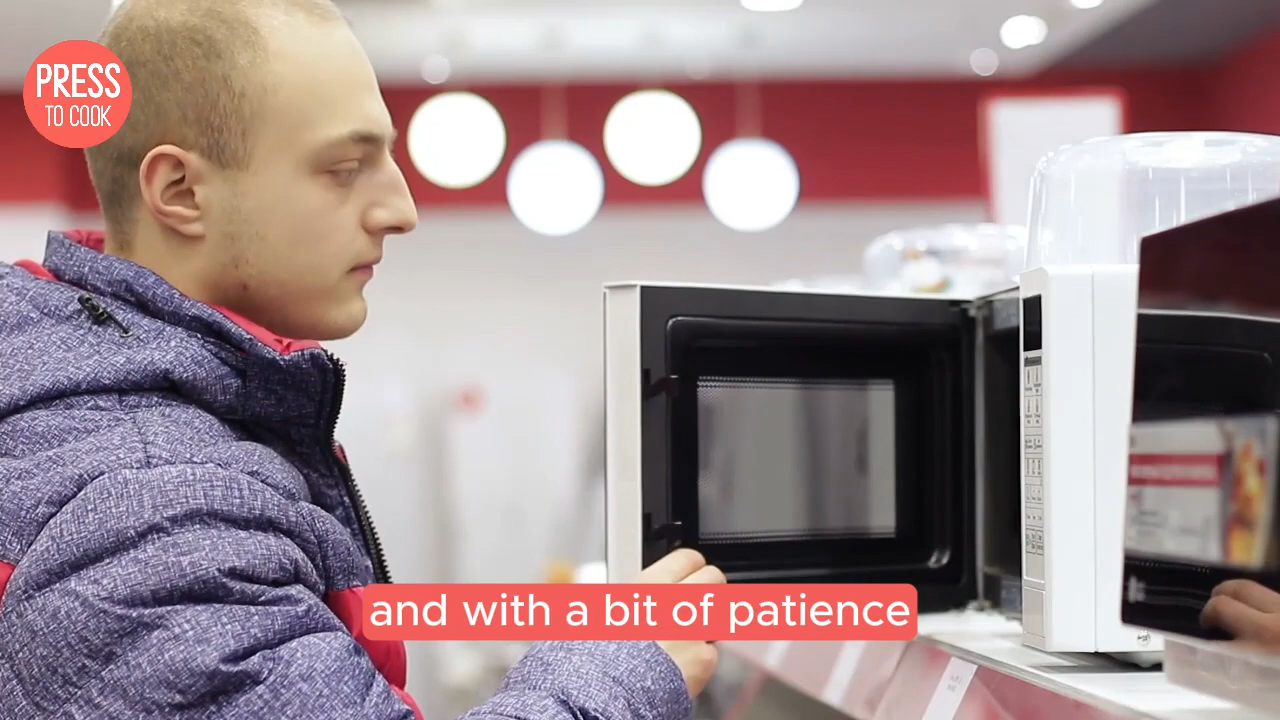 PRESS
TO COOK
and with a bit of patience